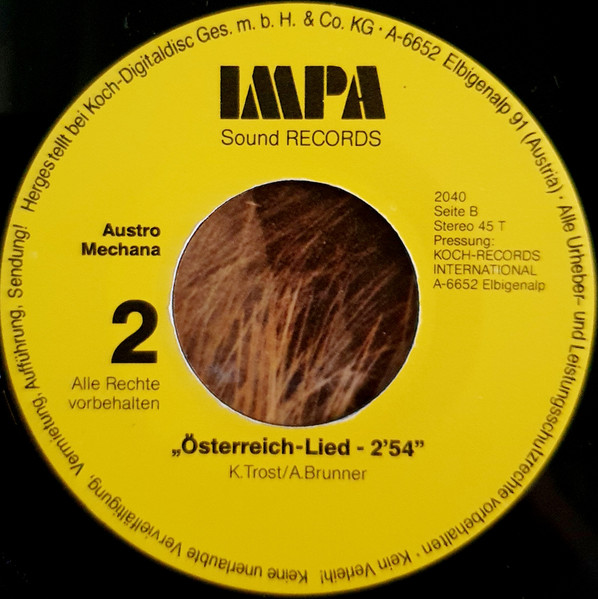 Hergestellt bei Koch-Digitaldisc Ges. m. b. H. & Co. KG · A-6652 Elbigenalp 91 (Austria) · Alle Urheber- und Leistungsschutzrechte vorbehalten · Kein Verleih! Keine unerlaubte Vervielfältigung, Vermietung, Aufführung, Sendung!
IMPA
Sound RECORDS
Austro
Mechana
2
Alle Rechte
vorbehalten
2040
Seite B
Stereo 45 T
Pressung:
KOCH-RECORDS
INTERNATIONAL
A-6652 Elbigenalp
„Österreich-Lied - 2'54”
K.Trost/A.Brunner